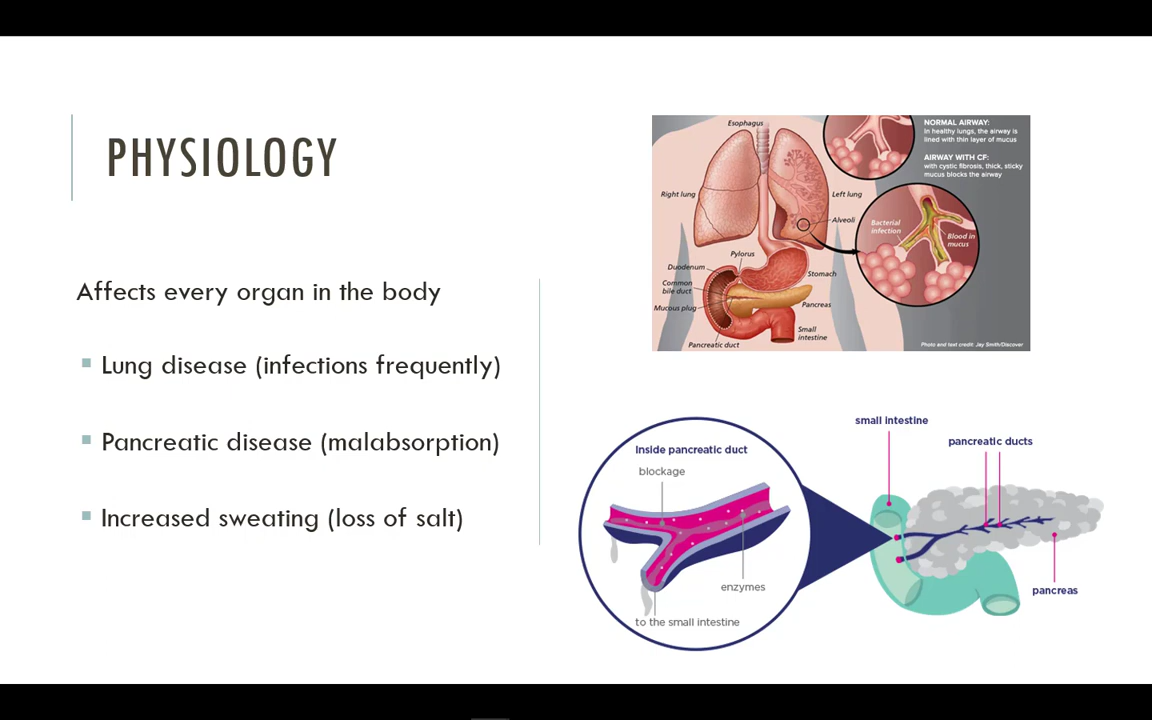 PHYSIOLOGY
Affects every organ in the body
Lung disease (infections frequently)
Pancreatic disease (malabsorption)
Increased sweating (loss of salt)
Esophagus
NORMAL AIRWAY:
in healthy lungs, the airway is
lined with thin layer of mucus
AIRWAY WITH CF:
with cystic fibrosis, thick, sticky
mucus blocks the airway
Right lung
Left lung
Alveoli
Bacterial
infection
Blood in
mucus
Pylorus
Duodenum
Stomach
Common
bile duct
Mucous plug
Pancreas
Small
intestine
Pancreatic duct
Photo and text credit: Jay Smith/Discover
small intestine
pancreatic ducts
Inside pancreatic duct
blockage
enzymes
pancreas
to the small intestine